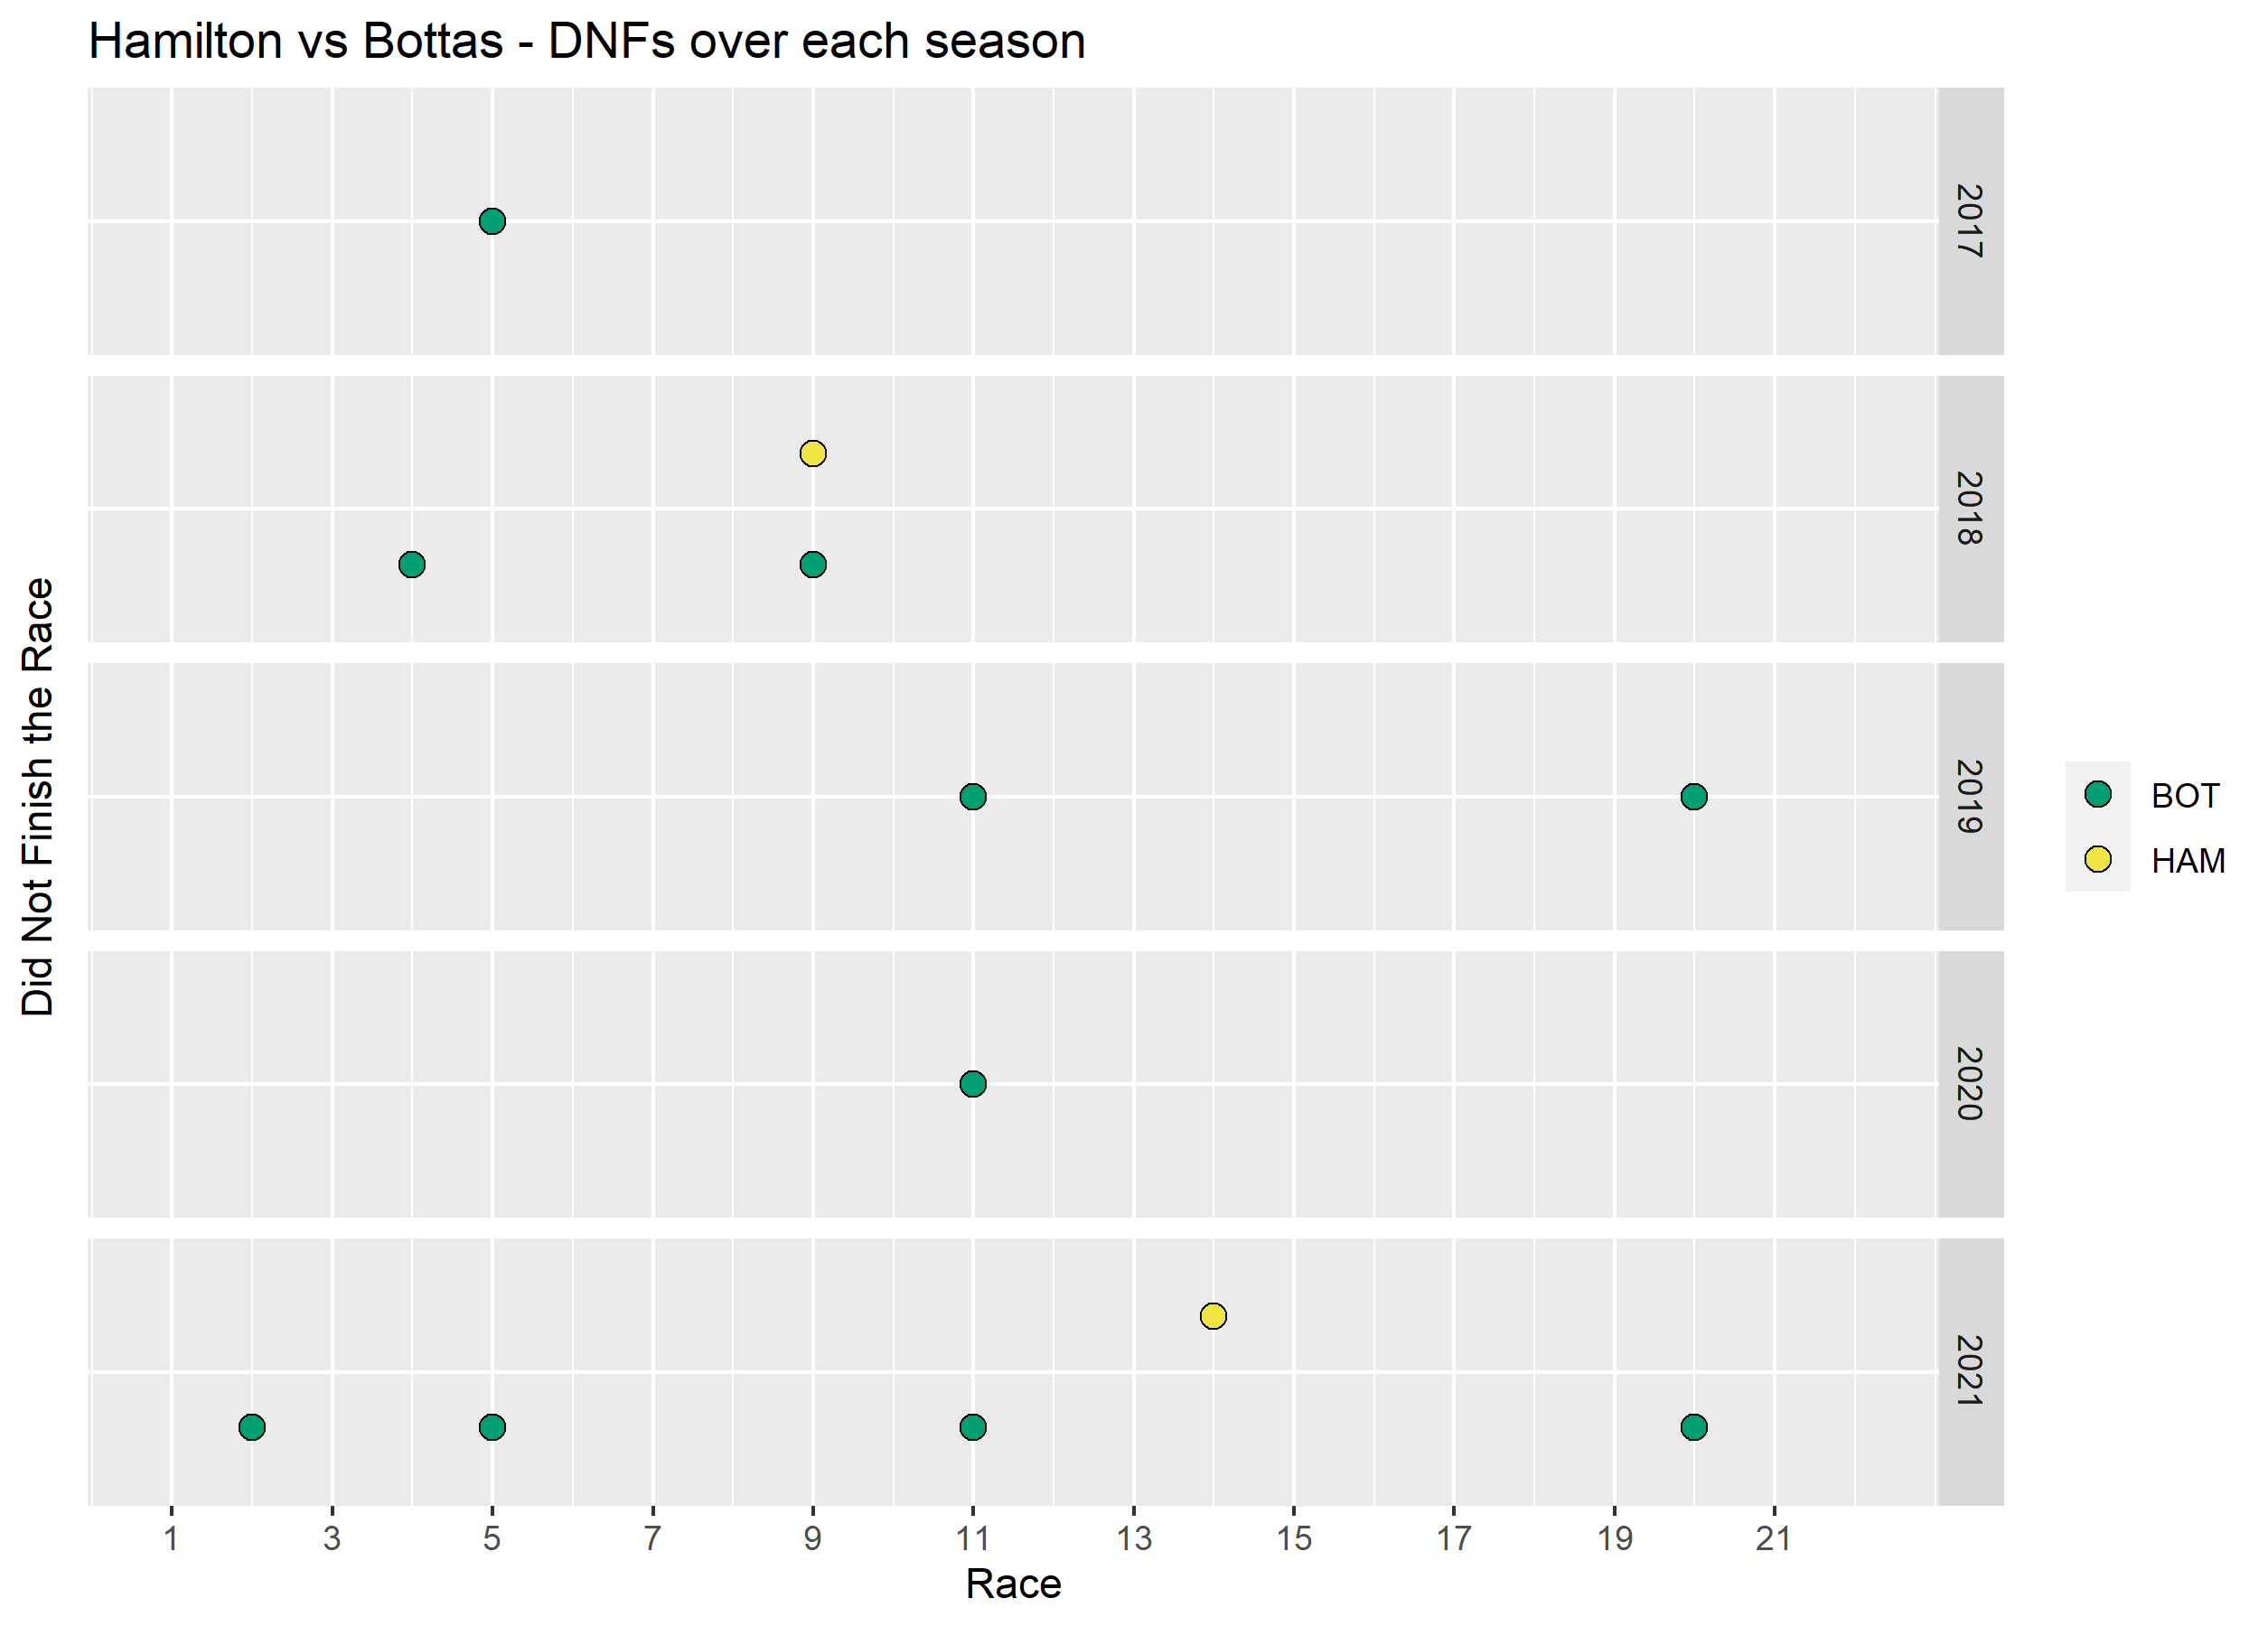 Hamilton vs Bottas - DNFs over each season
Did Not Finish the Race
2017
2018
2019
2020
2021
BOT
HAM
1 3 5 7 9 11 13 15 17 19 21
Race